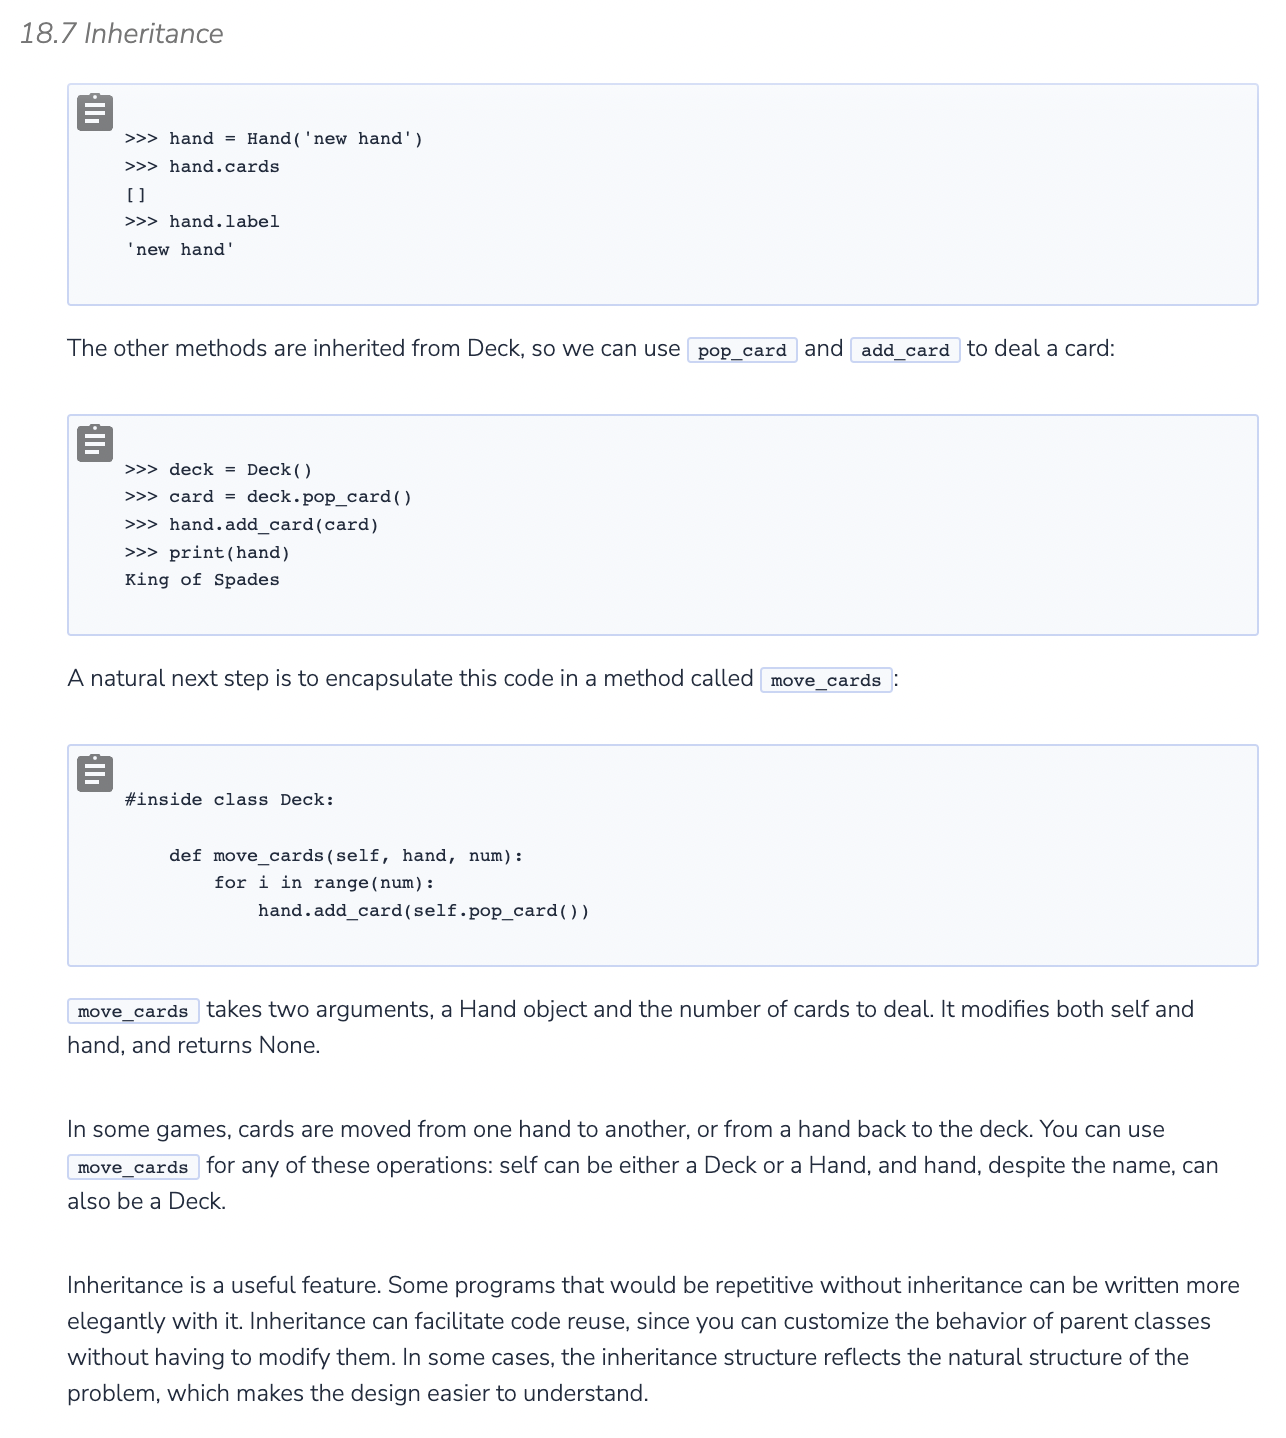 18.7 Inheritance
>>> hand = Hand('new hand')
>>> hand.cards
[]
>>> hand.label
'new hand'
The other methods are inherited from Deck, so we can use pop_card and add_card to deal a card:
>>> deck = Deck()
>>> card = deck.pop_card()
>>> hand.add_card(card)
>>> print(hand)
King of Spades
A natural next step is to encapsulate this code in a method called move_cards:
#inside class Deck:
    def move_cards(self, hand, num):
        for i in range(num):
            hand.add_card(self.pop_card())
move_cards takes two arguments, a Hand object and the number of cards to deal. It modifies both self and
hand, and returns None.
In some games, cards are moved from one hand to another, or from a hand back to the deck. You can use
move_cards for any of these operations: self can be either a Deck or a Hand, and hand, despite the name, can
also be a Deck.
Inheritance is a useful feature. Some programs that would be repetitive without inheritance can be written more
elegantly with it. Inheritance can facilitate code reuse, since you can customize the behavior of parent classes
without having to modify them. In some cases, the inheritance structure reflects the natural structure of the
problem, which makes the design easier to understand.